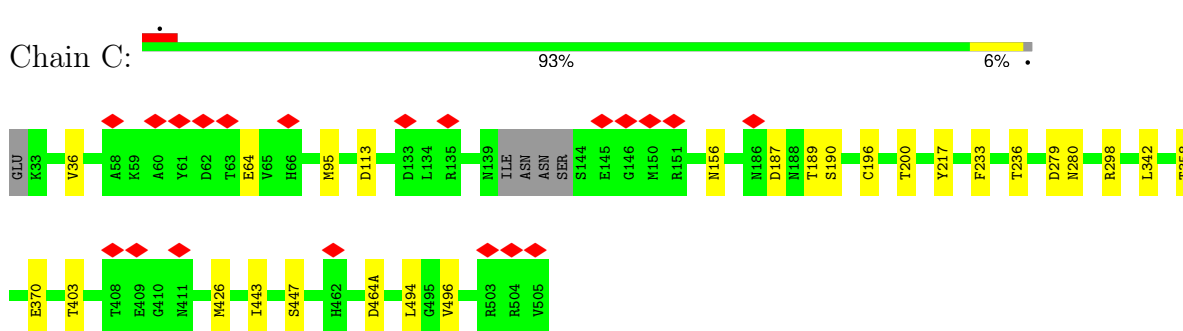 Chain C:
93% 6% •
GLU K33 V36 A58 K59 A60 Y61 D62 T63 E64 V65 H66 M95 D113 D133 L134 R135 N139 ILE ASN ASN SER S144 E145 G146 M150 R151 N156 N186 D187 N188 T189 S190 C196 T200 Y217 F233 T236 D279 N280 R298 L342
E370 T403 T408 E409 G410 N411 M426 I443 S447 H462 D464A L494 G495 V496 R503 R504 V505